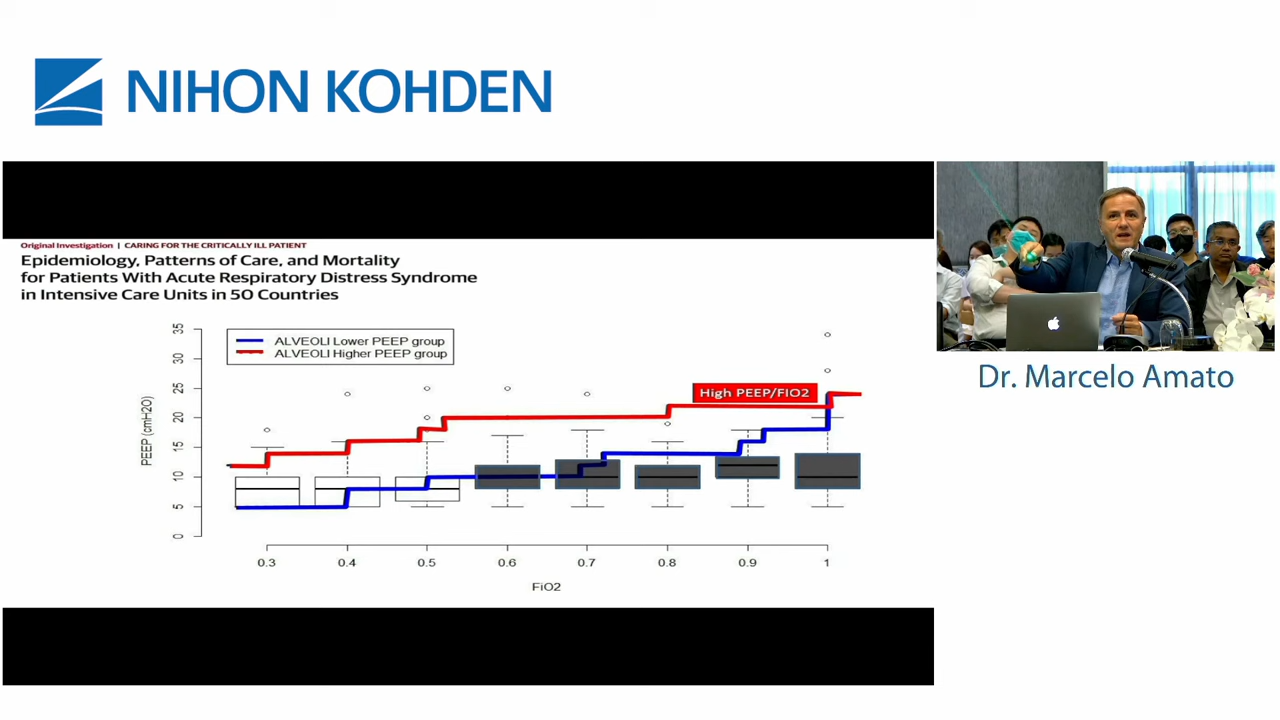 NIHON KOHDEN
Original Investigation | CARING FOR THE CRITICALLY ILL PATIENT
Epidemiology, Patterns of Care, and Mortality
for Patients With Acute Respiratory Distress Syndrome
in Intensive Care Units in 50 Countries
ALVEOLI Lower PEEP group
ALVEOLI Higher PEEP group
High PEEP/FIO2
PEEP (cmH2O)
35
30
25
20
15
10
5
0
0.3 0.4 0.5 0.6 0.7 0.8 0.9 1
FiO2
Dr. Marcelo Amato